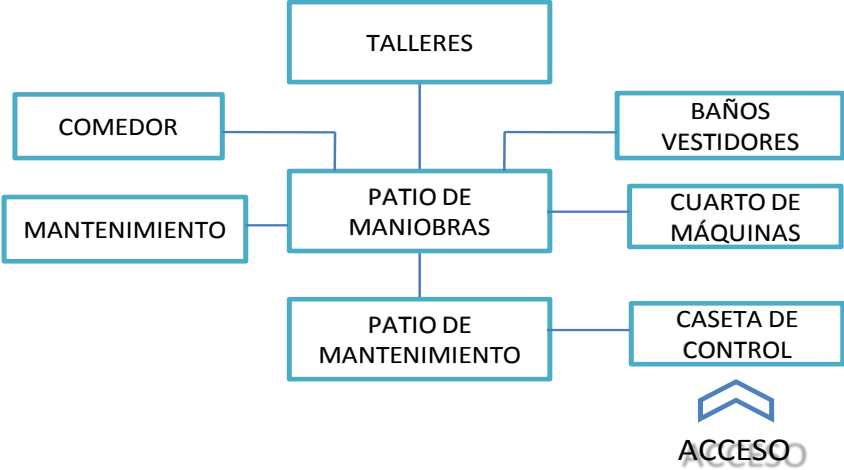 TALLERES
COMEDOR
BAÑOS
VESTIDORES
MANTENIMIENTO
PATIO DE
MANIOBRAS
CUARTO DE
MÁQUINAS
PATIO DE
MANTENIMIENTO
CASETA DE
CONTROL
ACCESO